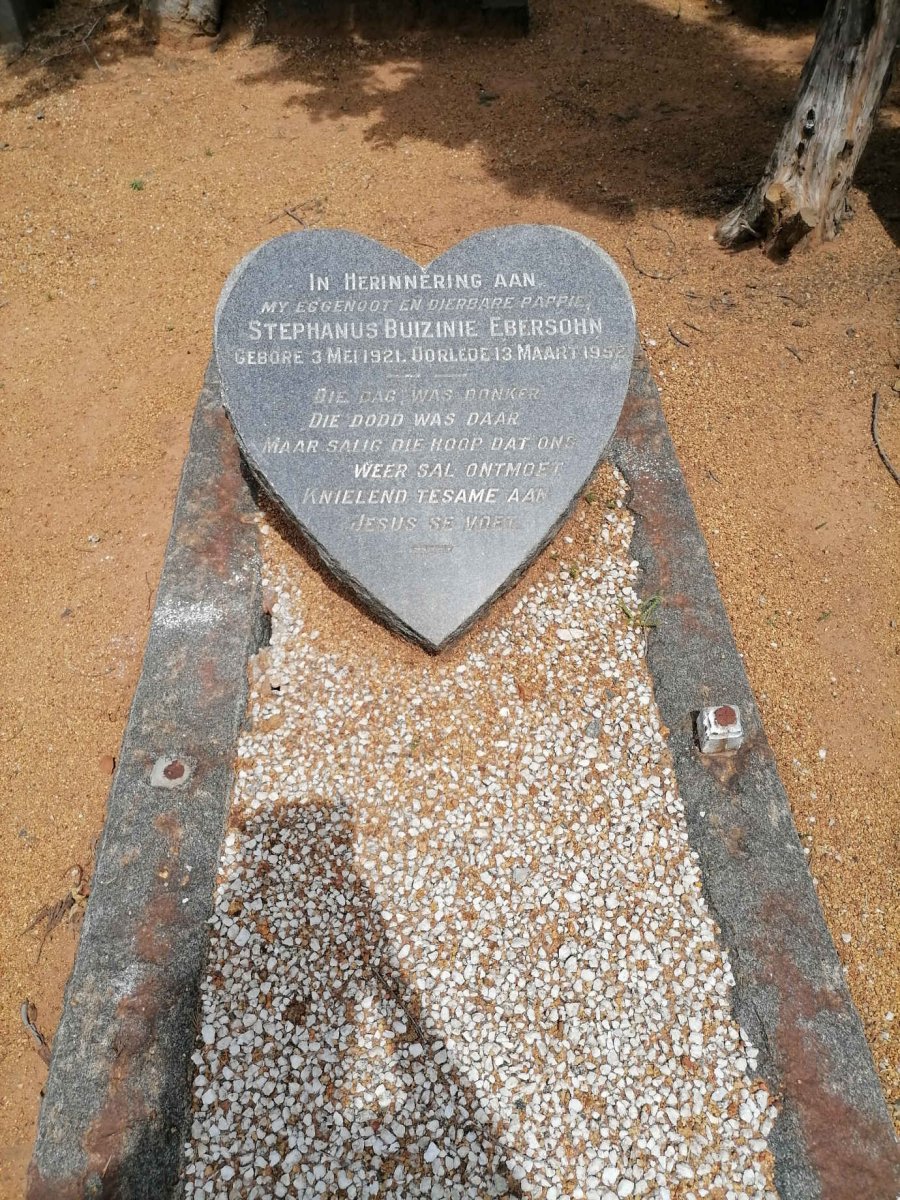 IN HERINNERING AAN
MY EGGENOOT EN DIERBARE PAPPIE,
STEPHANUS BUIZINIE EBERSOHN
GEBORE 3 MEI 1921. OORLEDE 13 MAART 1952
DIE DAG WAS DONKER
DIE DOOD WAS DAAR
MAAR SALIG DIE HOOP DAT ONS
WEER SAL ONTMOET
KNIELEND TESAME AAN
JESUS SE VOET.